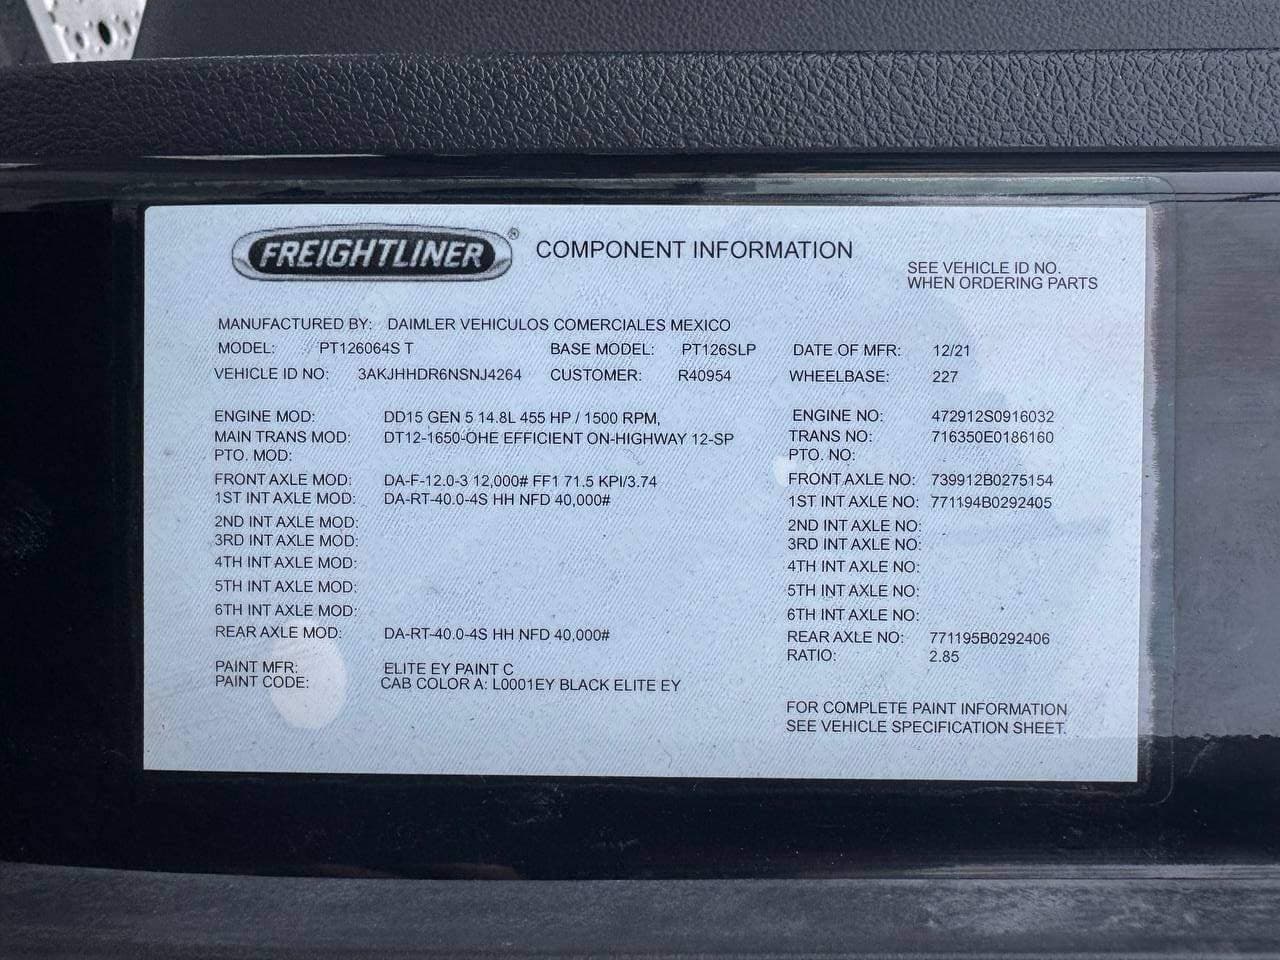 FREIGHTLINER® COMPONENT INFORMATION
SEE VEHICLE ID NO.
WHEN ORDERING PARTS
MANUFACTURED BY: DAIMLER VEHICULOS COMERCIALES MEXICO
MODEL: PT126064S T BASE MODEL: PT126SLP DATE OF MFR: 12/21
VEHICLE ID NO: 3AKJHHDR6NSNJ4264 CUSTOMER: R40954 WHEELBASE: 227
ENGINE MOD: DD15 GEN 5 14.8L 455 HP / 1500 RPM, ENGINE NO: 472912S0916032
MAIN TRANS MOD: DT12-1650-OHE EFFICIENT ON-HIGHWAY 12-SP TRANS NO: 716350E0186160
PTO. MOD: PTO. NO:
FRONT AXLE MOD: DA-F-12.0-3 12,000# FF1 71.5 KPI/3.74 FRONT AXLE NO: 739912B0275154
1ST INT AXLE MOD: DA-RT-40.0-4S HH NFD 40,000# 1ST INT AXLE NO: 771194B0292405
2ND INT AXLE MOD: 2ND INT AXLE NO:
3RD INT AXLE MOD: 3RD INT AXLE NO:
4TH INT AXLE MOD: 4TH INT AXLE NO:
5TH INT AXLE MOD: 5TH INT AXLE NO:
6TH INT AXLE MOD: 6TH INT AXLE NO:
REAR AXLE MOD: DA-RT-40.0-4S HH NFD 40,000# REAR AXLE NO: 771195B0292406
RATIO: 2.85
PAINT MFR: ELITE EY PAINT C
PAINT CODE: CAB COLOR A: L0001EY BLACK ELITE EY
FOR COMPLETE PAINT INFORMATION
SEE VEHICLE SPECIFICATION SHEET.